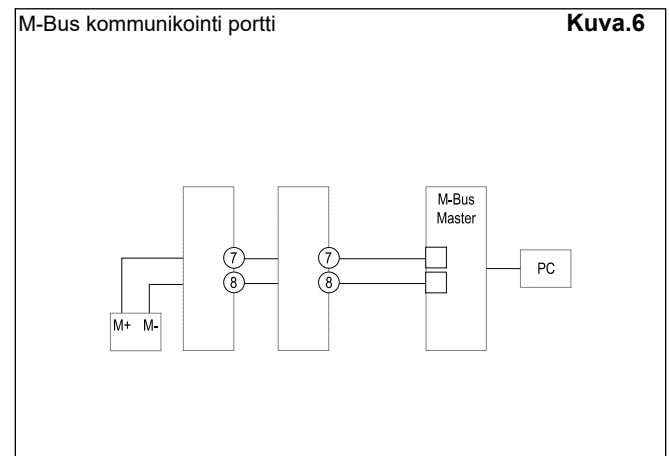 M-Bus kommunikointi portti Kuva.6
M-Bus
Master
7 7
PC
8 8
M+ M-